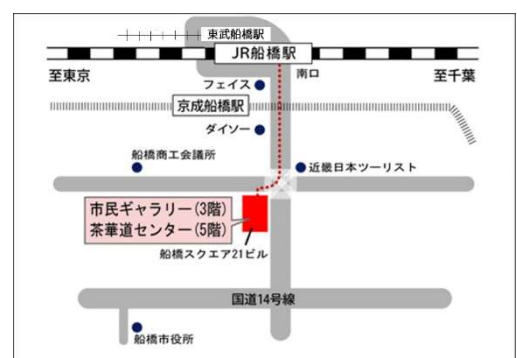 東武船橋駅
JR船橋駅
至東京
南口
至千葉
フェイス
京成船橋駅
ダイソー
船橋商工会議所
近畿日本ツーリスト
市民ギャラリー(3階)
茶華道センター(5階)
船橋スクエア21ビル
国道14号線
船橋市役所